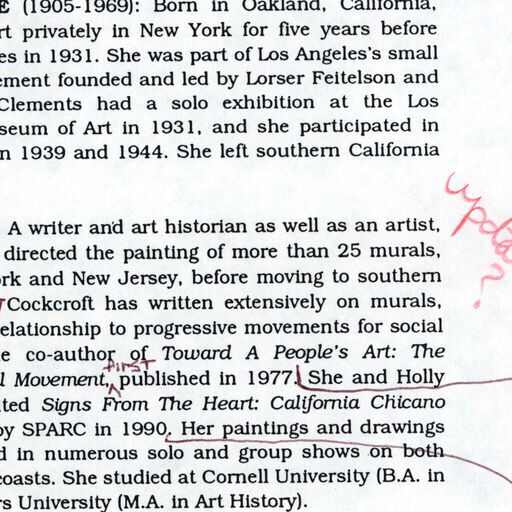 E (1905-1969): Born in Oakland, California,
rt privately in New York for five years before
es in 1931. She was part of Los Angeles's small
ement founded and led by Lorser Feitelson and
Clements had a solo exhibition at the Los
seum of Art in 1931, and she participated in
n 1939 and 1944. She left southern California
A writer and art historian as well as an artist,
directed the painting of more than 25 murals,
ork and New Jersey, before moving to southern
Cockcroft has written extensively on murals,
elationship to progressive movements for social
e co-author of Toward A People's Art: The
l Movement, first published in 1977. She and Holly
ted Signs From The Heart: California Chicano
by SPARC in 1990. Her paintings and drawings
d in numerous solo and group shows on both
coasts. She studied at Cornell University (B.A. in
rs University (M.A. in Art History).
upda
?